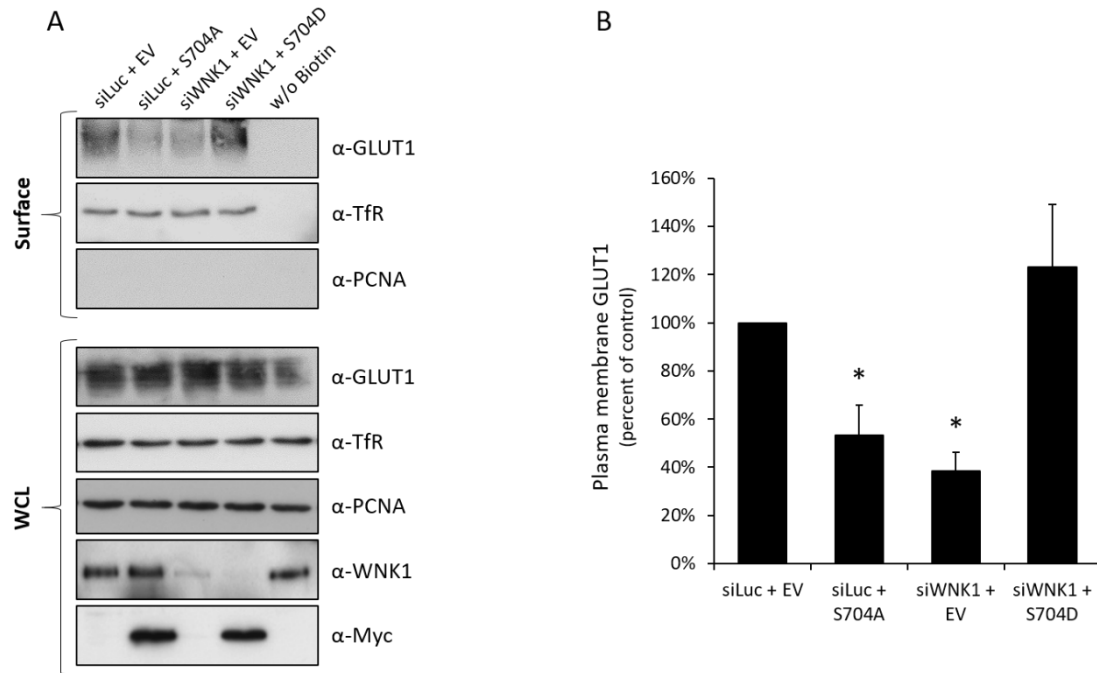 A
siLuc + EV
siLuc + S704A
siWNK1 + EV
siWNK1 + S704D
w/o Biotin
Surface
α-GLUT1
α-TfR
α-PCNA
WCL
α-GLUT1
α-TfR
α-PCNA
α-WNK1
α-Myc
B
Plasma membrane GLUT1
(percent of control)
160%
140%
120%
100%
80%
60%
40%
20%
0%
*
*
siLuc + EV
siLuc +
S704A
siWNK1 +
EV
siWNK1 +
S704D